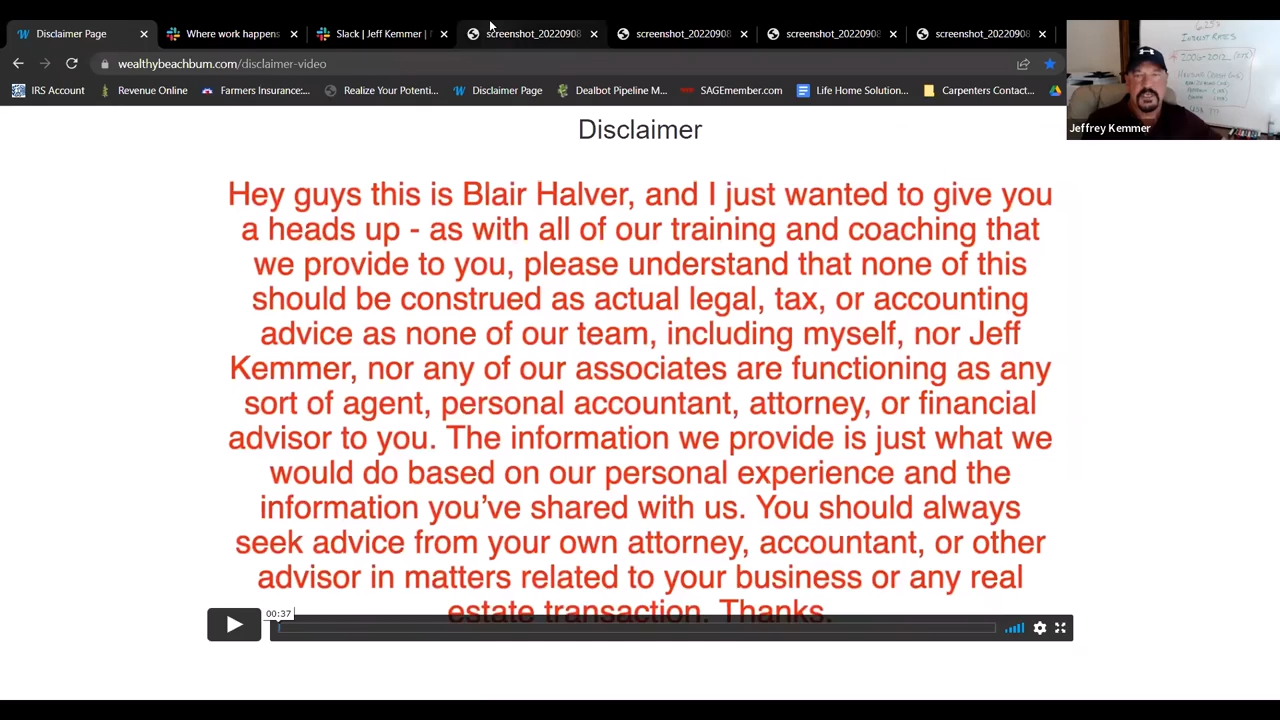 Disclaimer Page
Where work happens
Slack | Jeff Kemmer |
screenshot_20220908
screenshot_20220908
screenshot_20220908
screenshot_20220908
wealthybeachbum.com/disclaimer-video
IRS Account
Revenue Online
Farmers Insurance:...
Realize Your Potenti...
Disclaimer Page
Dealbot Pipeline M...
SAGEmember.com
Life Home Solution...
Carpenters Contact...
INTEREST RATES
2006-2012
Jeffrey Kemmer
Disclaimer
Hey guys this is Blair Halver, and I just wanted to give you
a heads up - as with all of our training and coaching that
we provide to you, please understand that none of this
should be construed as actual legal, tax, or accounting
advice as none of our team, including myself, nor Jeff
Kemmer, nor any of our associates are functioning as any
sort of agent, personal accountant, attorney, or financial
advisor to you. The information we provide is just what we
would do based on our personal experience and the
information you’ve shared with us. You should always
seek advice from your own attorney, accountant, or other
advisor in matters related to your business or any real
estate transaction. Thanks.
00:37